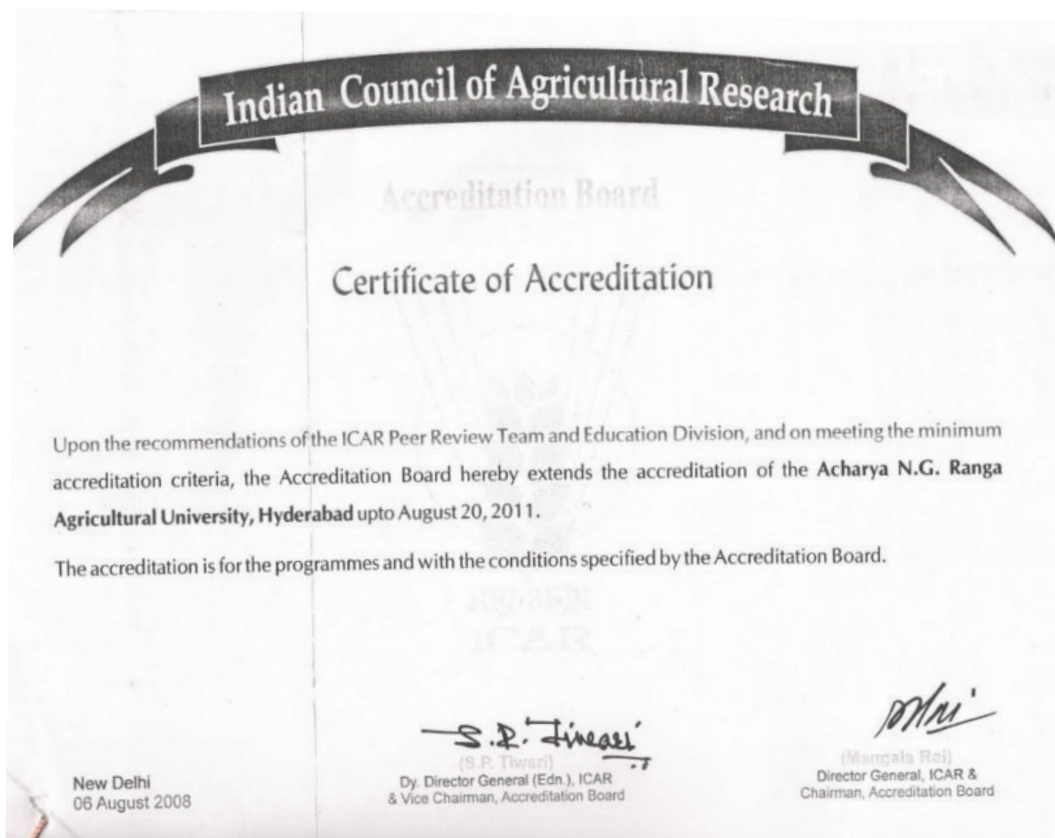 Indian Council of Agricultural Research
Accreditation Board
Certificate of Accreditation
Upon the recommendations of the ICAR Peer Review Team and Education Division, and on meeting the minimum
accreditation criteria, the Accreditation Board hereby extends the accreditation of the Acharya N.G. Ranga
Agricultural University, Hyderabad upto August 20, 2011.
The accreditation is for the programmes and with the conditions specified by the Accreditation Board.
ICAR
S.P. Tiwari
(S.P. Tiwari)
Dy. Director General (Edn.), ICAR
& Vice Chairman, Accreditation Board
(Mangala Rai)
Director General, ICAR &
Chairman, Accreditation Board
New Delhi
06 August 2008